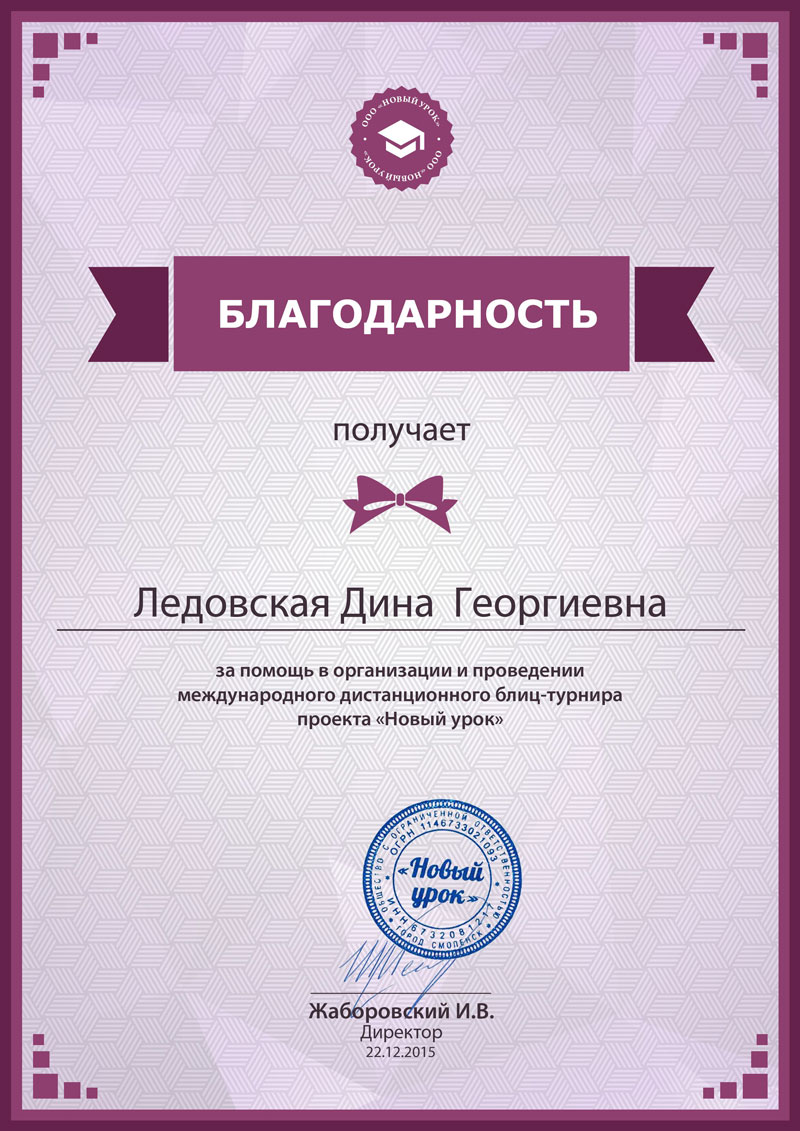 ООО «НОВЫЙ УРОК»
ООО «НОВЫЙ УРОК»
БЛАГОДАРНОСТЬ
получает
Ледовская Дина Георгиевна
за помощь в организации и проведении
международного дистанционного блиц-турнира
проекта «Новый урок»
ОБЩЕСТВО С ОГРАНИЧЕННОЙ ОТВЕТСТВЕННОСТЬЮ
ОГРН 1146733021093
«Новый
урок»
ИНН 6732081217
ГОРОД СМОЛЕНСК
Жаборовский И.В.
Директор
22.12.2015